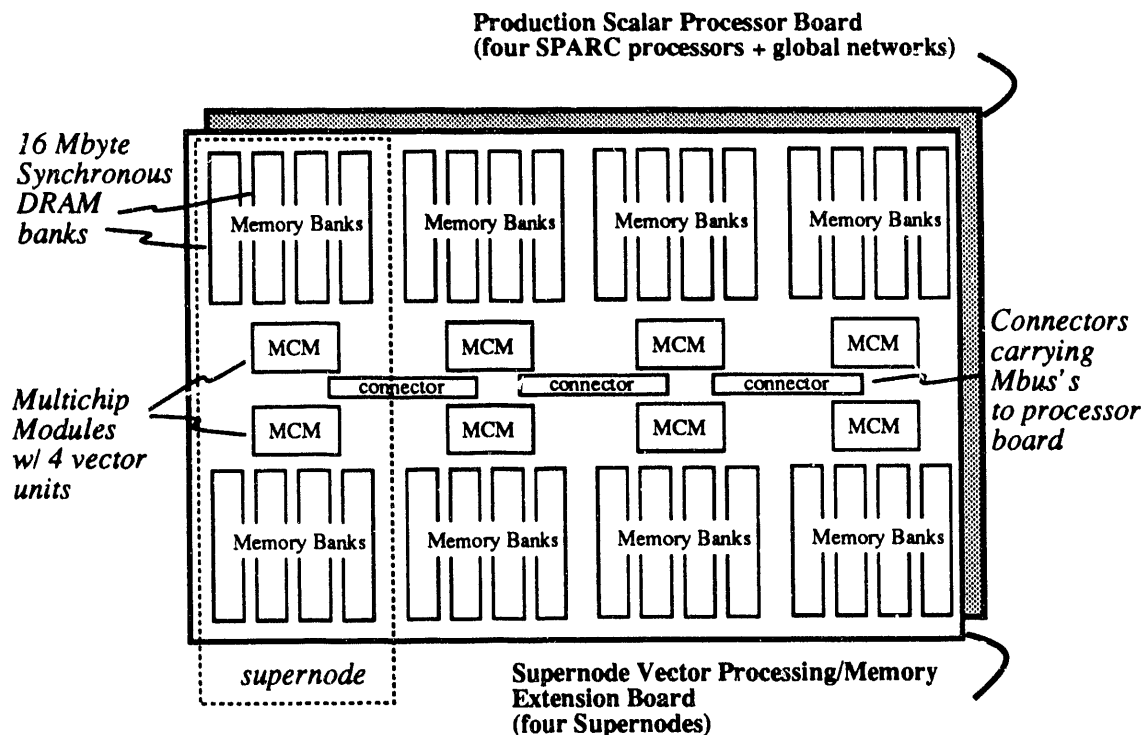 Production Scalar Processor Board
(four SPARC processors + global networks)
16 Mbyte
Synchronous
DRAM
banks
Memory Banks
Memory Banks
Memory Banks
Memory Banks
MCM
MCM
MCM
MCM
connector
connector
connector
Connectors
carrying
Mbus's
to processor
board
Multichip
Modules
w/ 4 vector
units
MCM
MCM
MCM
MCM
Memory Banks
Memory Banks
Memory Banks
Memory Banks
supernode
Supernode Vector Processing/Memory
Extension Board
(four Supernodes)